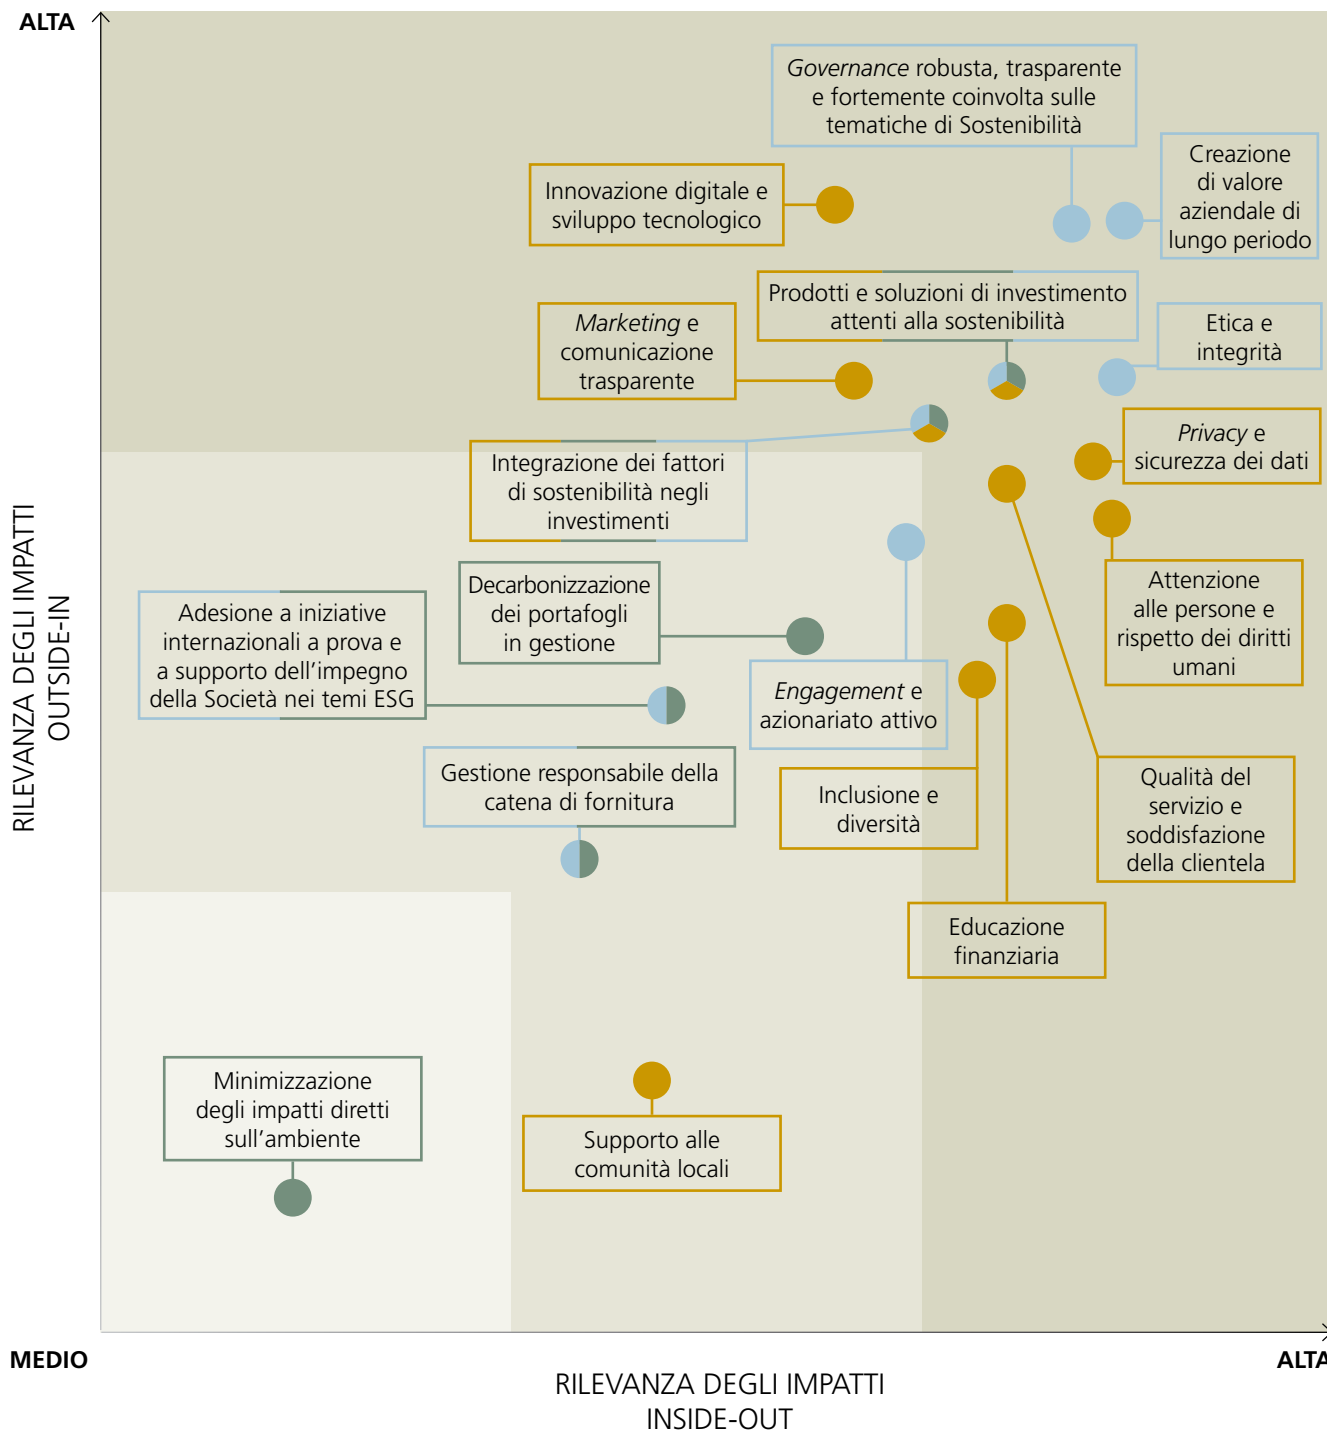 ALTA
Governance robusta, trasparente
e fortemente coinvolta sulle
tematiche di Sostenibilità
Creazione
di valore
aziendale di
lungo periodo
Innovazione digitale e
sviluppo tecnologico
Prodotti e soluzioni di investimento
attenti alla sostenibilità
Marketing e
comunicazione
trasparente
Etica e
integrità
Privacy e
sicurezza dei dati
Integrazione dei fattori
di sostenibilità negli
investimenti
Decarbonizzazione
dei portafogli
in gestione
Attenzione
alle persone e
rispetto dei diritti
umani
Adesione a iniziative
internazionali a prova e
a supporto dell'impegno
della Società nei temi ESG
Engagement e
azionariato attivo
Gestione responsabile della
catena di fornitura
Inclusione e
diversità
Qualità del
servizio e
soddisfazione
della clientela
Educazione
finanziaria
Minimizzazione
degli impatti diretti
sull'ambiente
Supporto alle
comunità locali
RILEVANZA DEGLI IMPATTI
OUTSIDE-IN
MEDIO
ALTA
RILEVANZA DEGLI IMPATTI
INSIDE-OUT